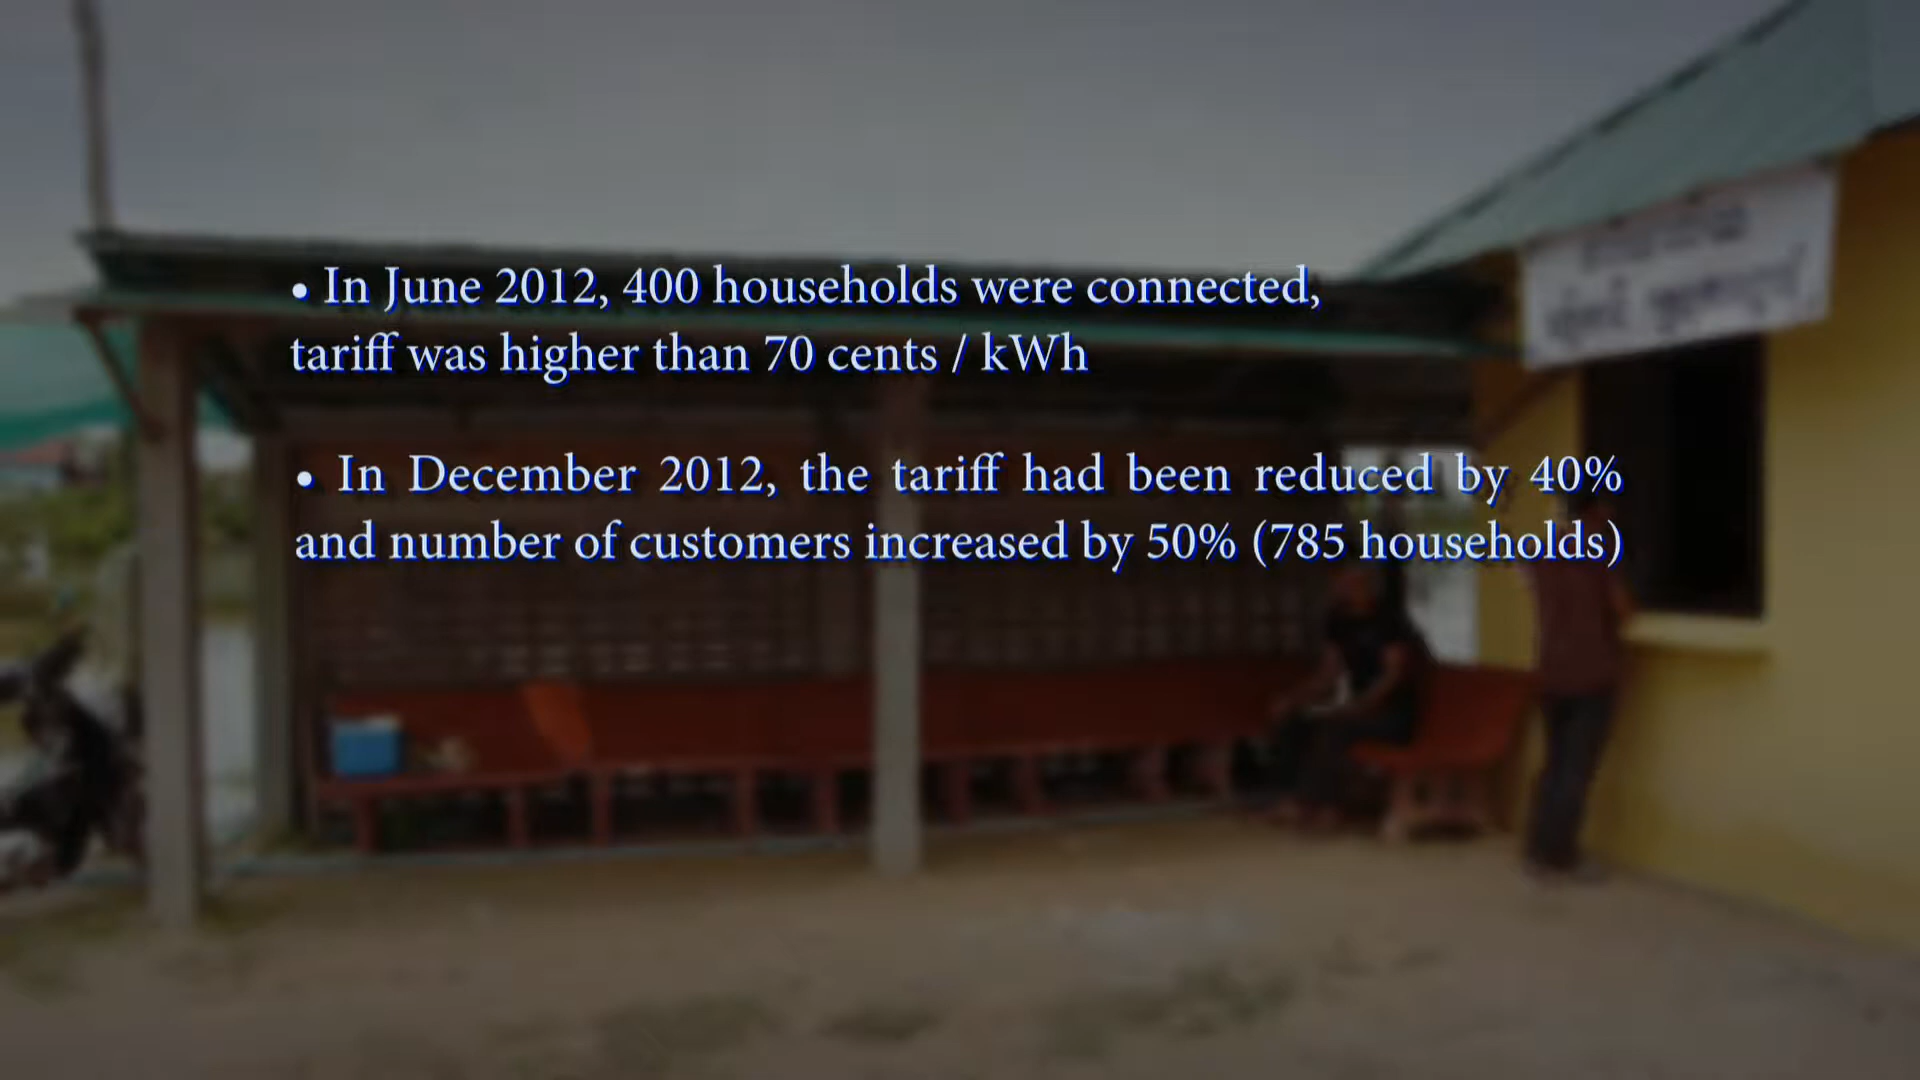 • In June 2012, 400 households were connected,
tariff was higher than 70 cents / kWh
• In December 2012, the tariff had been reduced by 40%
and number of customers increased by 50% (785 households)